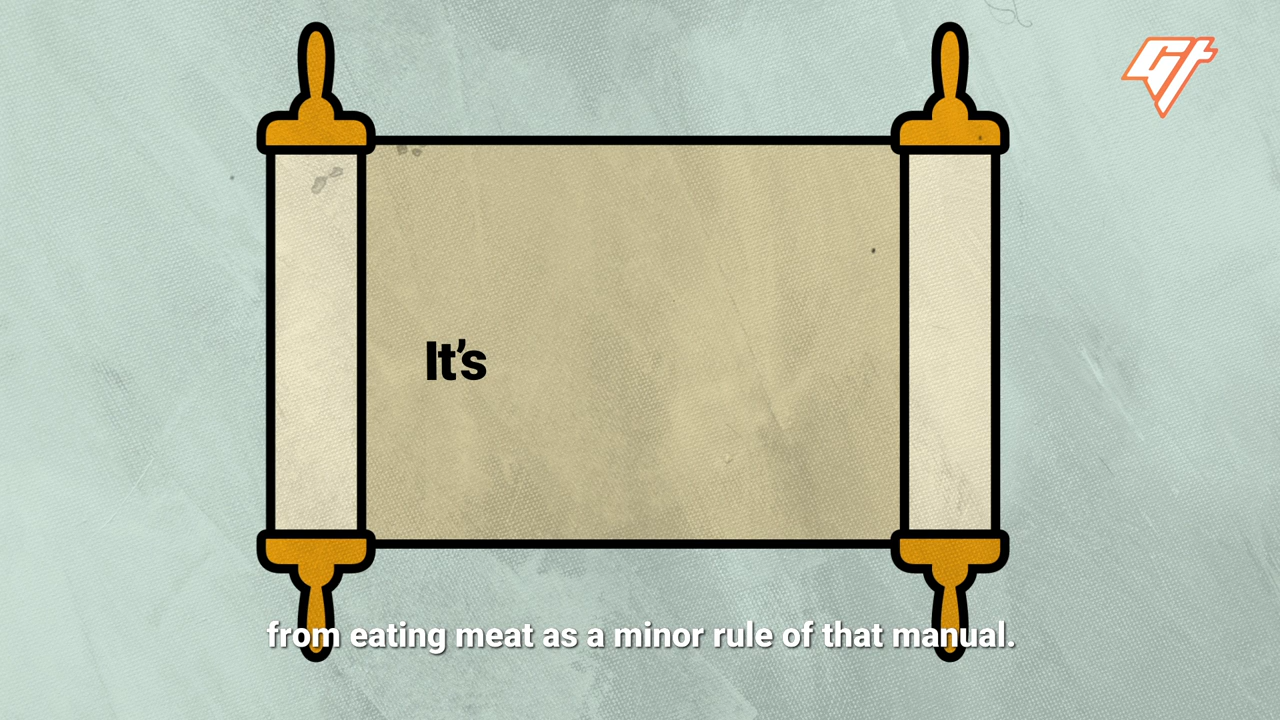 It's
from eating meat as a minor rule of that manual.